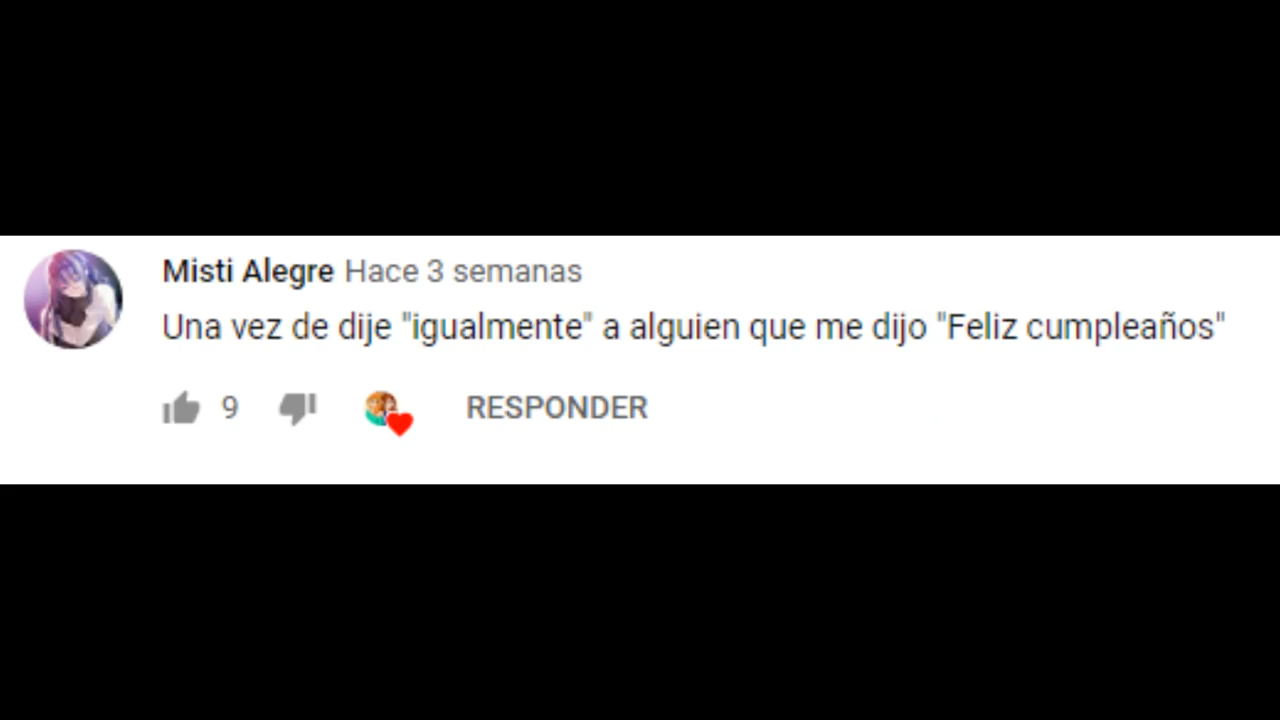 Misti Alegre Hace 3 semanas
Una vez de dije "igualmente" a alguien que me dijo "Feliz cumpleaños"
9 RESPONDER